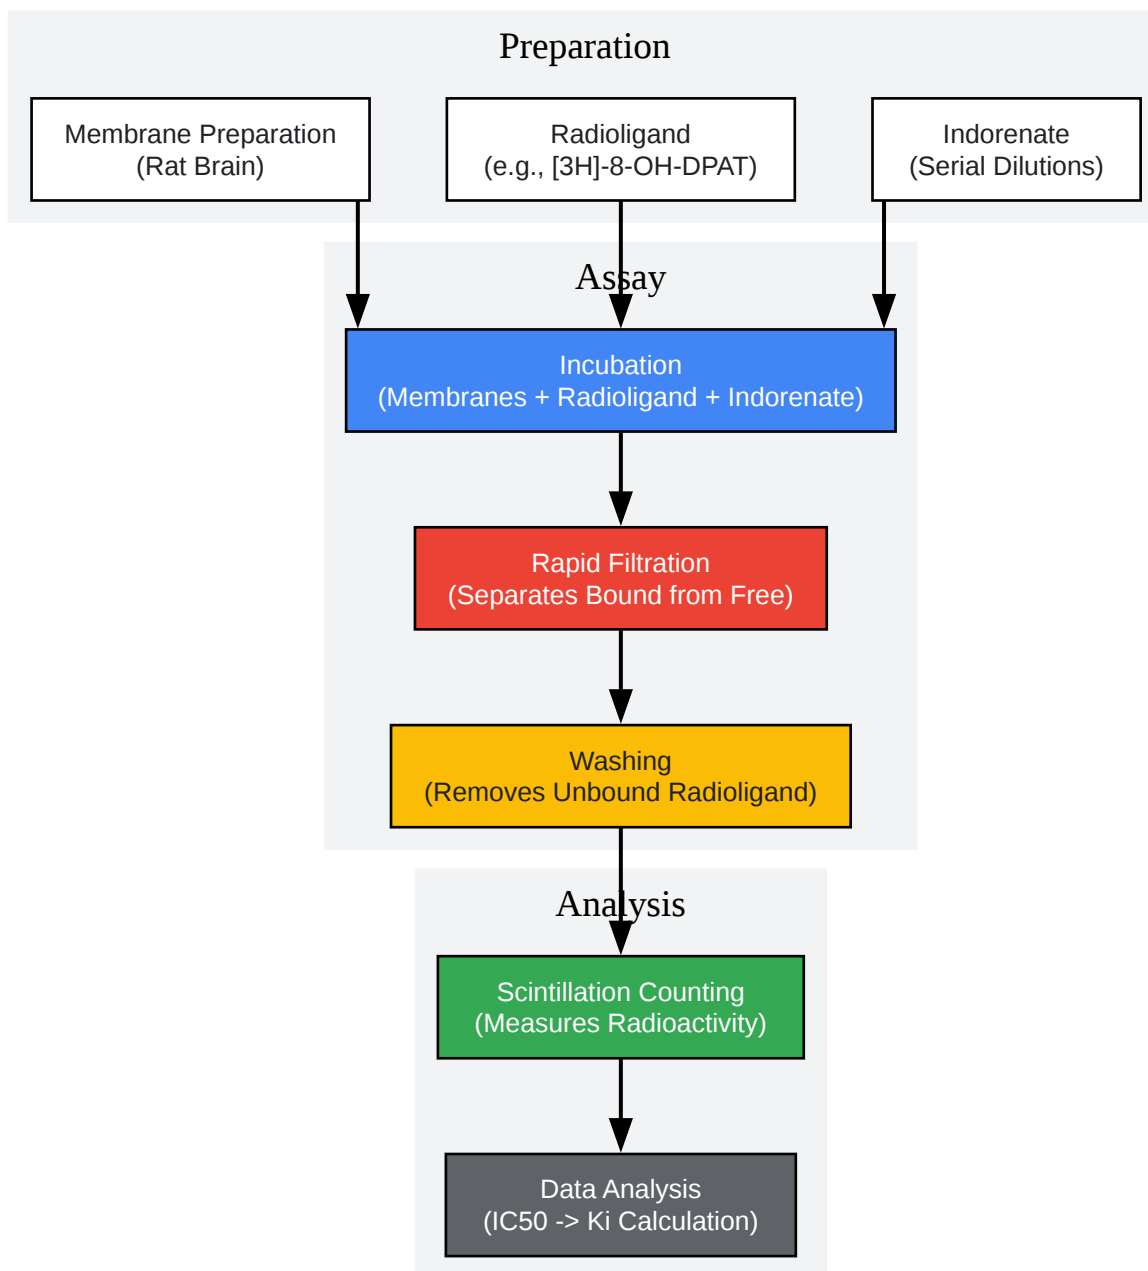 Preparation
Membrane Preparation
(Rat Brain)
Radioligand
(e.g., [3H]-8-OH-DPAT)
Indorenate
(Serial Dilutions)
Assay
Incubation
(Membranes + Radioligand + Indorenate)
Rapid Filtration
(Separates Bound from Free)
Washing
(Removes Unbound Radioligand)
Analysis
Scintillation Counting
(Measures Radioactivity)
Data Analysis
(IC50 -> Ki Calculation)